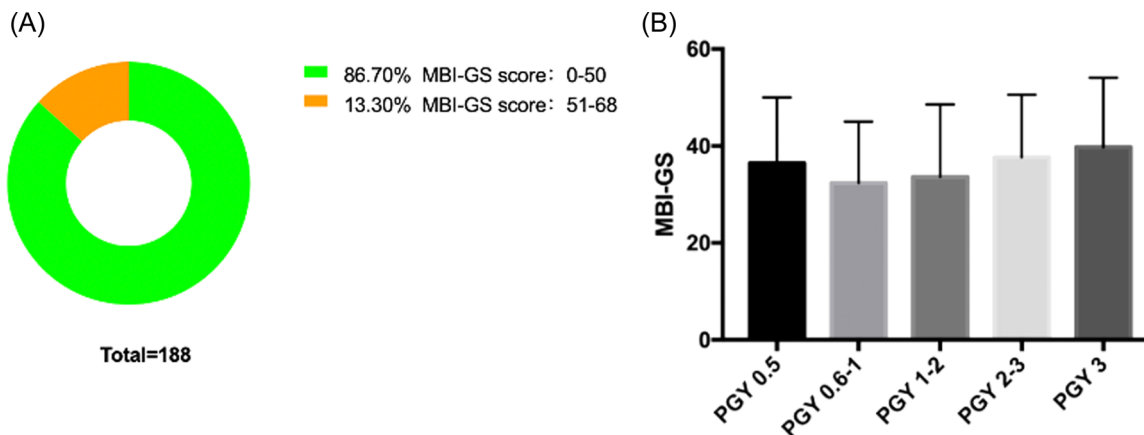 (A)
86.70% MBI-GS score： 0-50
13.30% MBI-GS score： 51-68
Total=188
(B)
MBI-GS
60
40
20
0
PGY 0.5
PGY 0.6-1
PGY 1-2
PGY 2-3
PGY 3